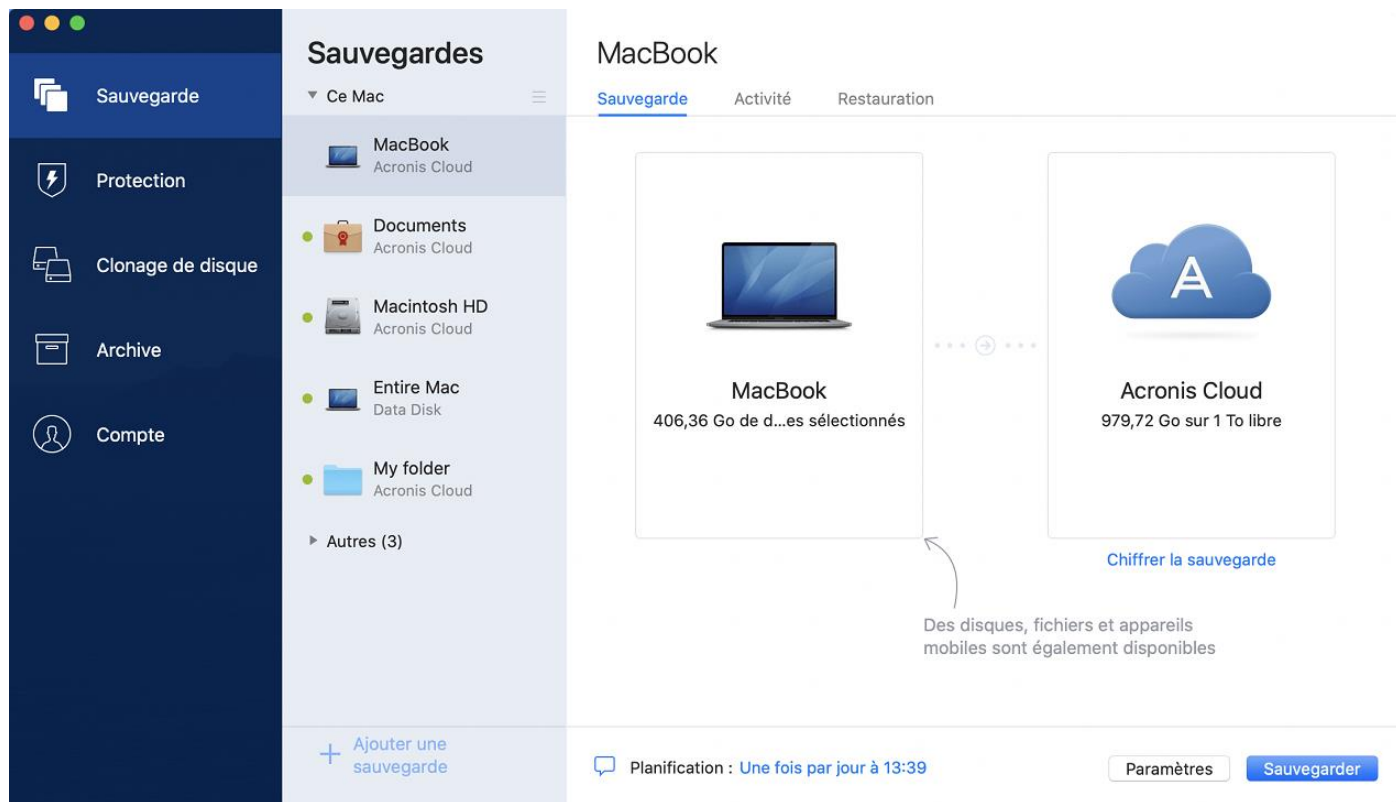 Sauvegarde
Protection
Clonage de disque
Archive
Compte
Sauvegardes
Ce Mac
MacBook
Acronis Cloud
Documents
Acronis Cloud
Macintosh HD
Acronis Cloud
Entire Mac
Data Disk
My folder
Acronis Cloud
Autres (3)
Ajouter une
sauvegarde
MacBook
Sauvegarde Activité Restauration
MacBook
406,36 Go de d...es sélectionnés
A
Acronis Cloud
979,72 Go sur 1 To libre
Chiffrer la sauvegarde
Des disques, fichiers et appareils
mobiles sont également disponibles
Planification : Une fois par jour à 13:39
Paramètres
Sauvegarder